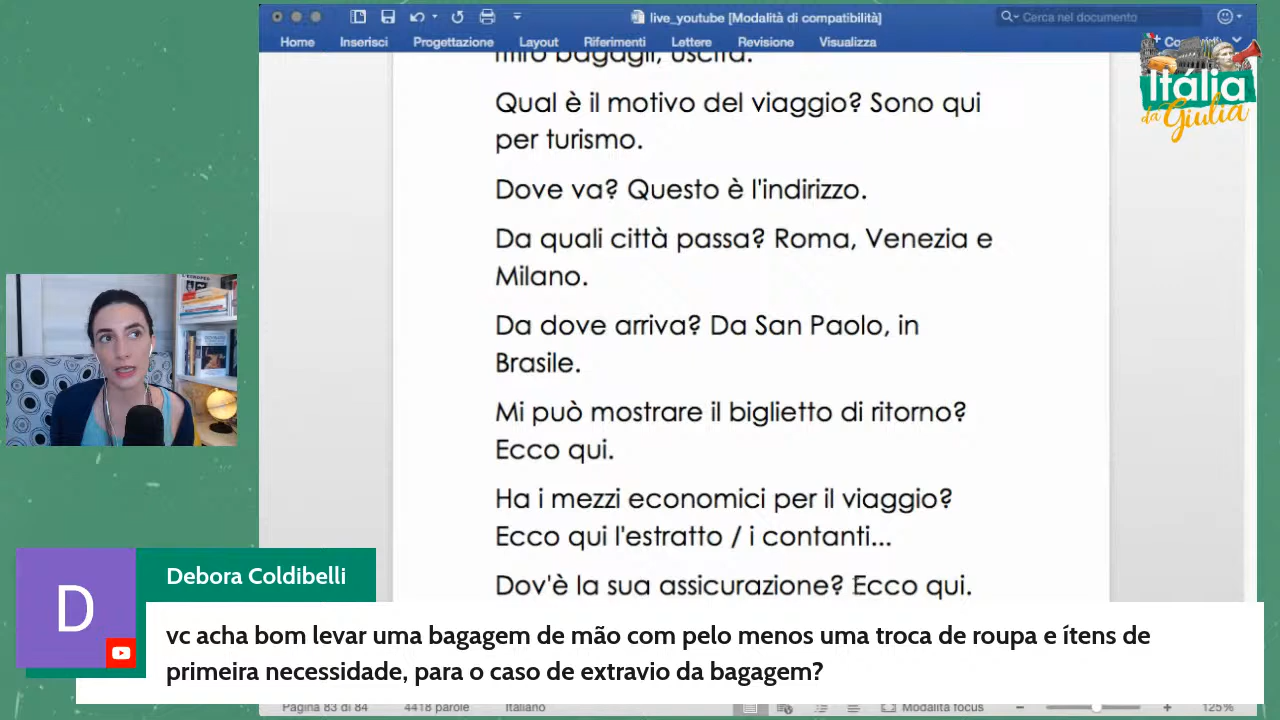 live_youtube [Modalità di compatibilità]
Cerca nel documento
Home Inserisci Progettazione Layout Riferimenti Lettere Revisione Visualizza
Itália
da Giulia
ritiro bagagli, uscita.
Qual è il motivo del viaggio? Sono qui
per turismo.
Dove va? Questo è l'indirizzo.
Da quali città passa? Roma, Venezia e
Milano.
Da dove arriva? Da San Paolo, in
Brasile.
Mi può mostrare il biglietto di ritorno?
Ecco qui.
Ha i mezzi economici per il viaggio?
Ecco qui l'estratto / i contanti...
Dov'è la sua assicurazione? Ecco qui.
D
Debora Coldibelli
vc acha bom levar uma bagagem de mão com pelo menos uma troca de roupa e ítens de
primeira necessidade, para o caso de extravio da bagagem?
Pagina 83 di 84 4418 parole Italiano Modalità focus 125%